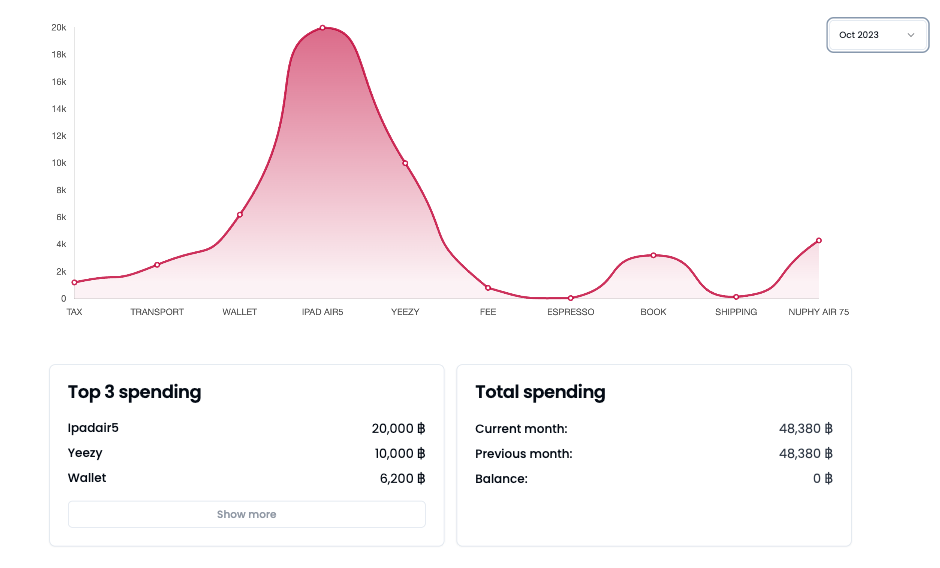 20k
Oct 2023
18k
16k
14k
12k
10k
8k
6k
4k
2k
0
TAX TRANSPORT WALLET IPAD AIR5 YEEZY FEE ESPRESSO BOOK SHIPPING NUPHY AIR 75
Top 3 spending
Ipadair5 20,000 ฿
Yeezy 10,000 ฿
Wallet 6,200 ฿
Show more
Total spending
Current month: 48,380 ฿
Previous month: 48,380 ฿
Balance: 0 ฿